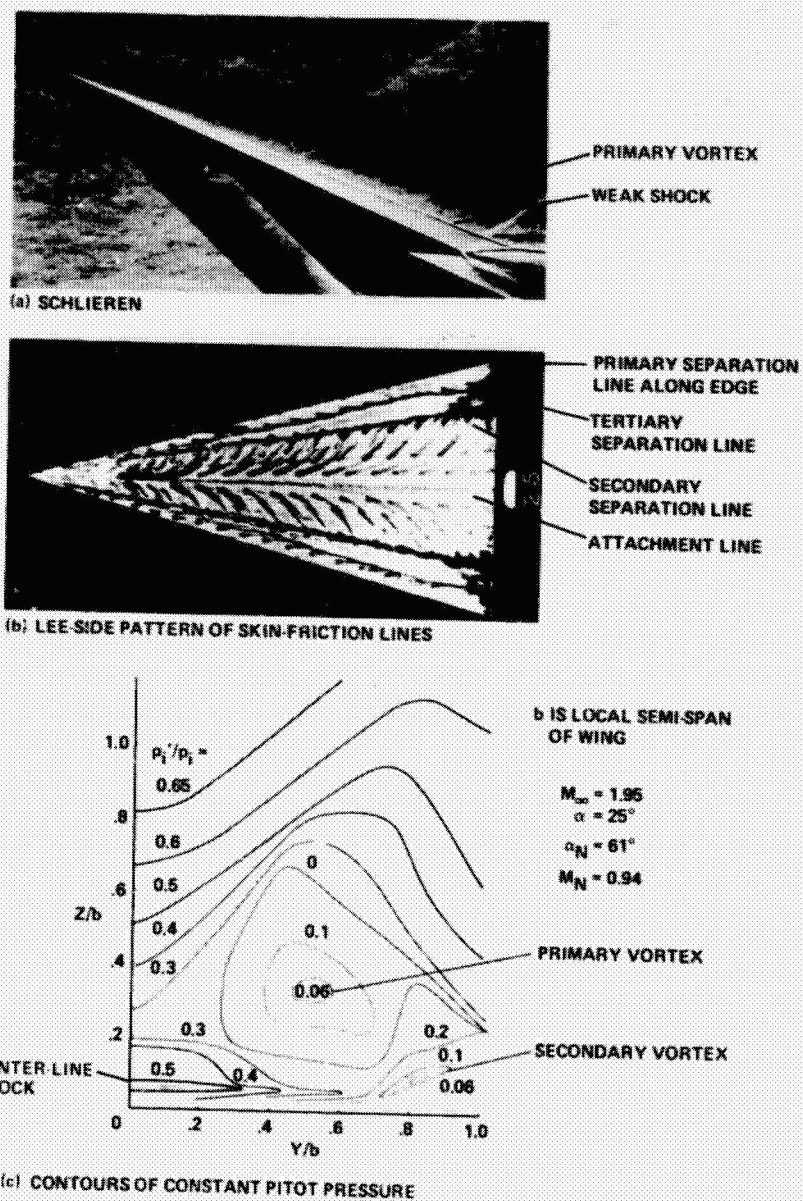 PRIMARY VORTEX
WEAK SHOCK
(a) SCHLIEREN
PRIMARY SEPARATION
LINE ALONG EDGE
TERTIARY
SEPARATION LINE
SECONDARY
SEPARATION LINE
ATTACHMENT LINE
(b) LEE-SIDE PATTERN OF SKIN-FRICTION LINES
b IS LOCAL SEMI-SPAN
OF WING
M∞ = 1.95
α = 25°
αN = 61°
MN = 0.94
1.0
pi'/pi =
0.65
.8
0.6
0
.6
0.5
Z/b
0.4
0.1
.4
0.3
PRIMARY VORTEX
0.06
.2
0.3
0.2
0.1
SECONDARY VORTEX
NTER-LINE
OCK
0.5
0.4
0.06
0
.2
.4
.6
.8
1.0
Y/b
(c) CONTOURS OF CONSTANT PITOT PRESSURE